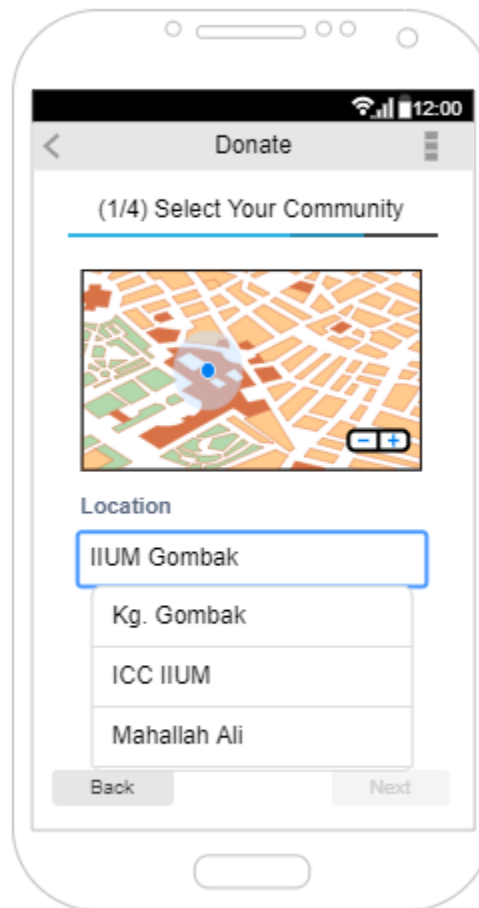 12:00
Donate
(1/4) Select Your Community
Location
IIUM Gombak
Kg. Gombak
ICC IIUM
Mahallah Ali
Back Next